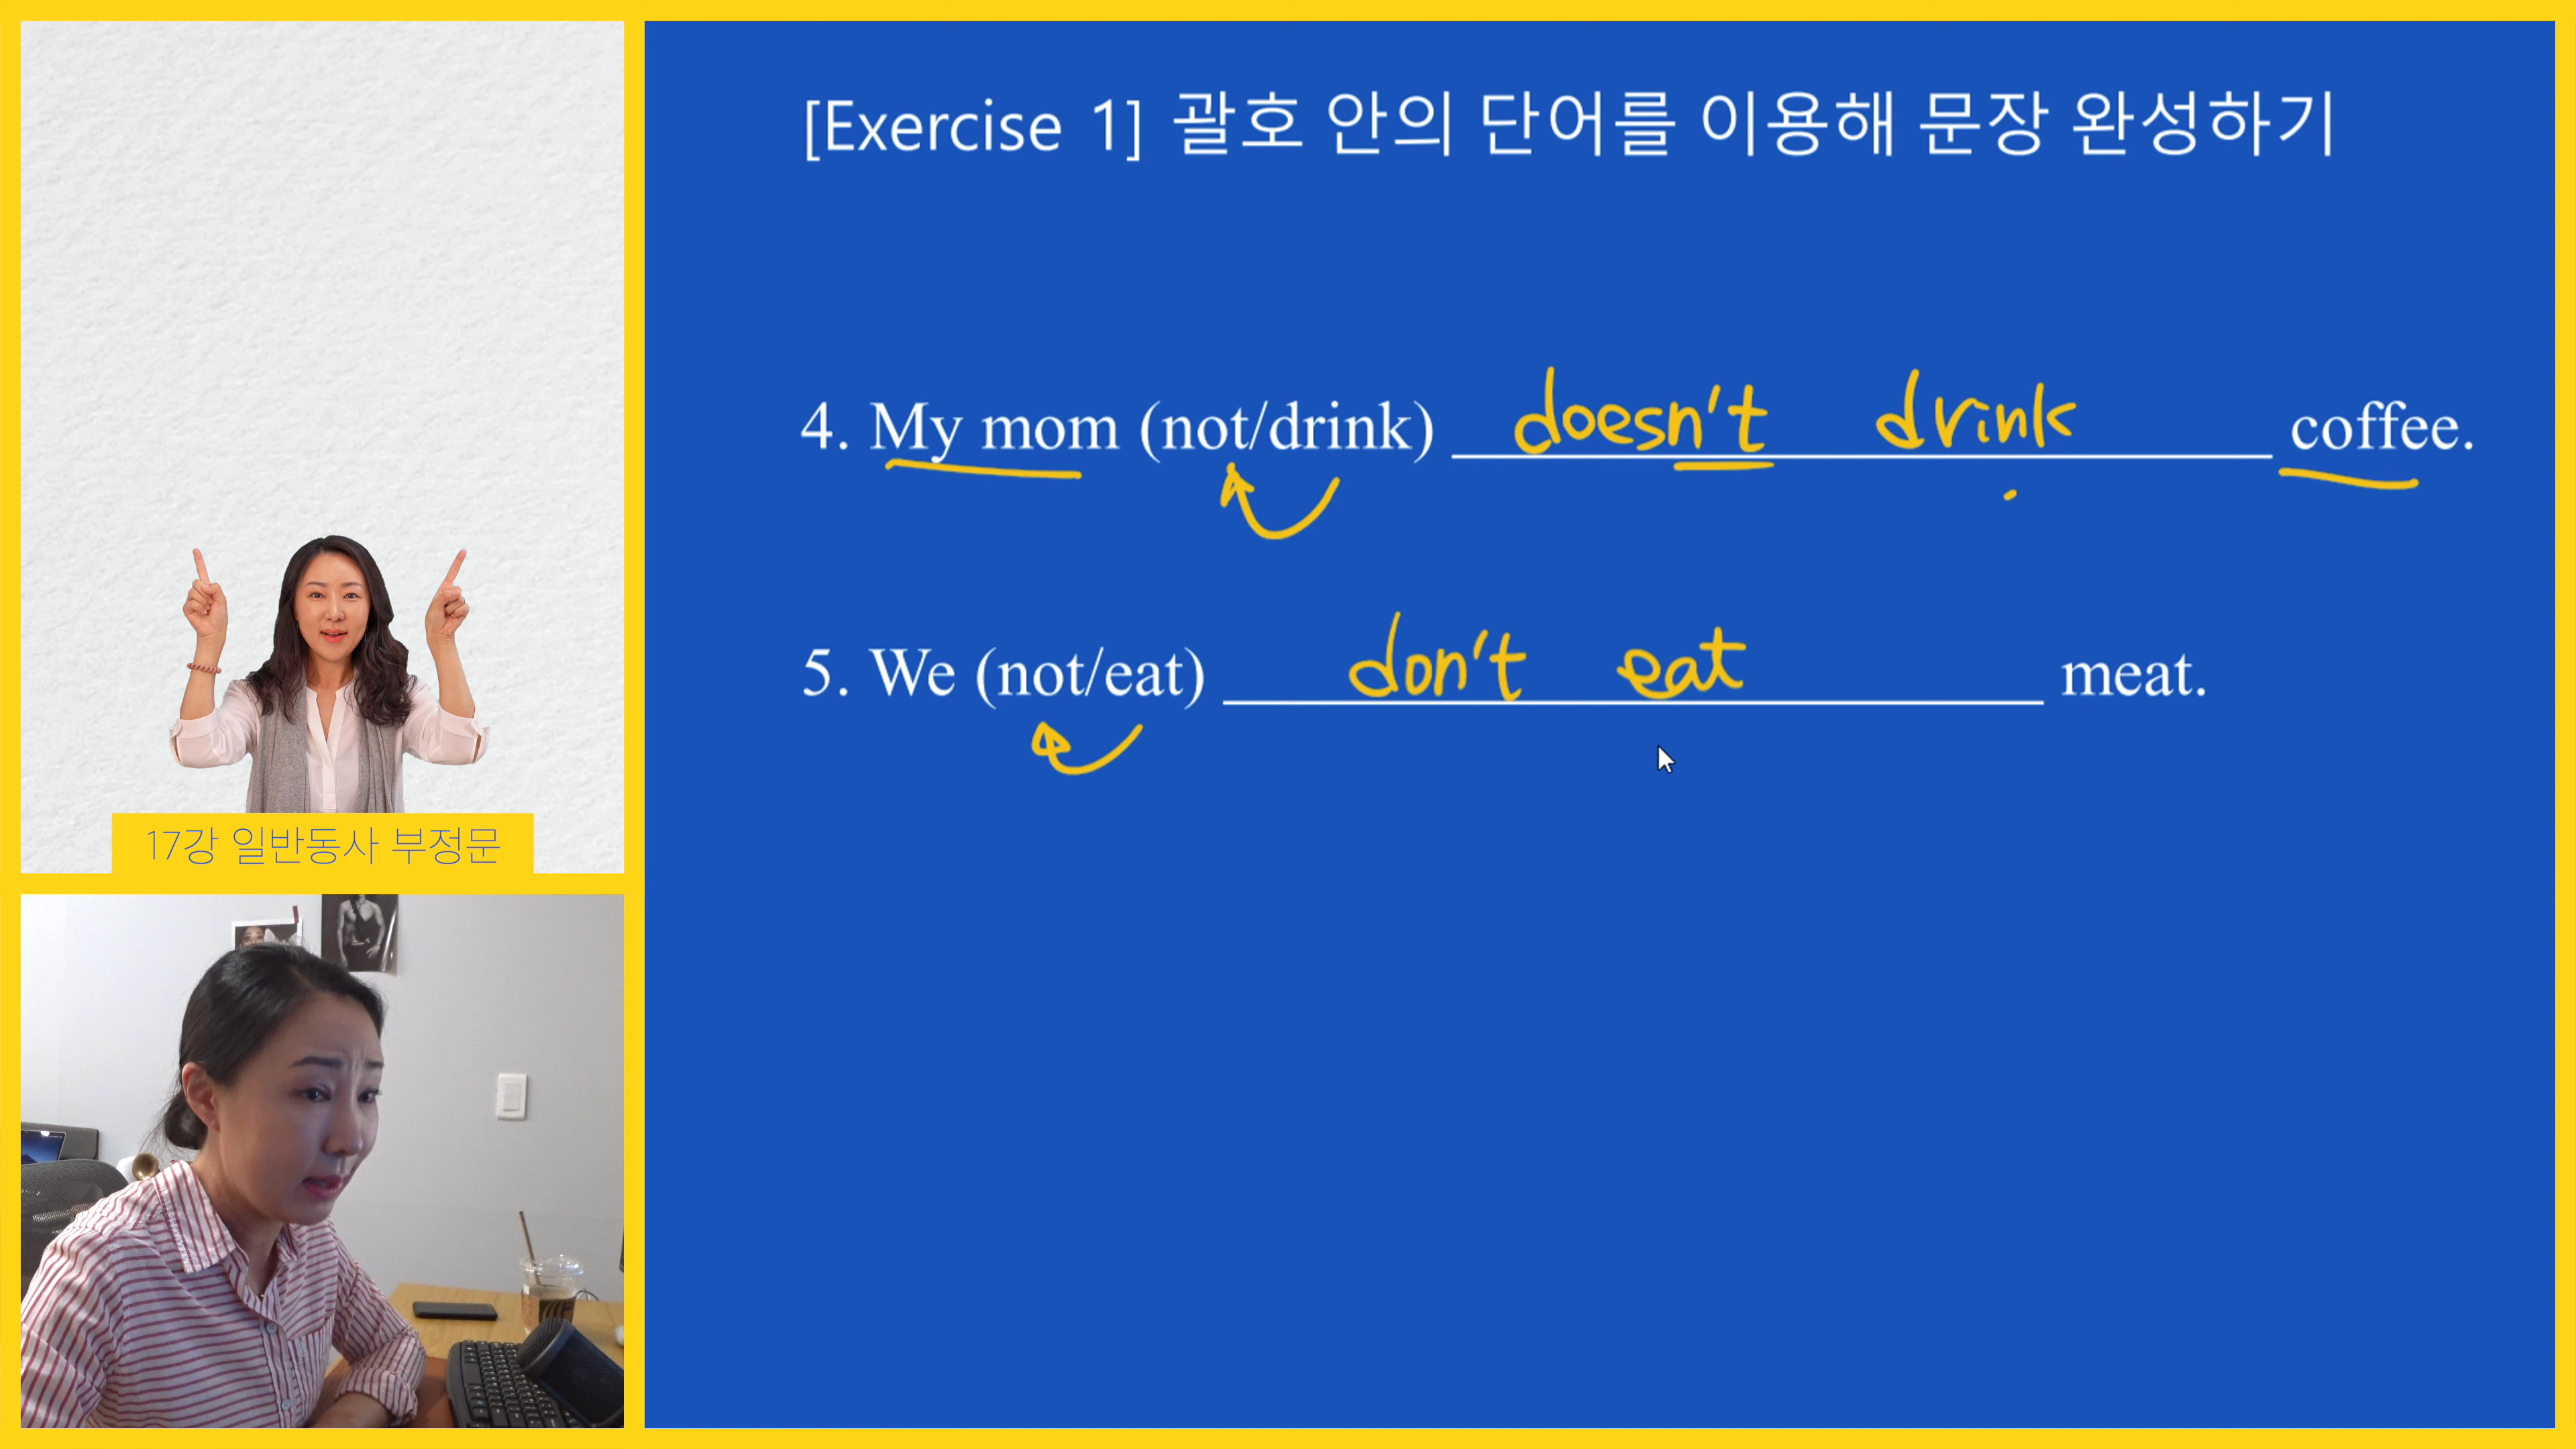 [Exercise 1] 괄호 안의 단어를 이용해 문장 완성하기
4. My mom (not/drink) doesn't drink coffee.
5. We (not/eat) don't eat meat.
17강 일반동사 부정문